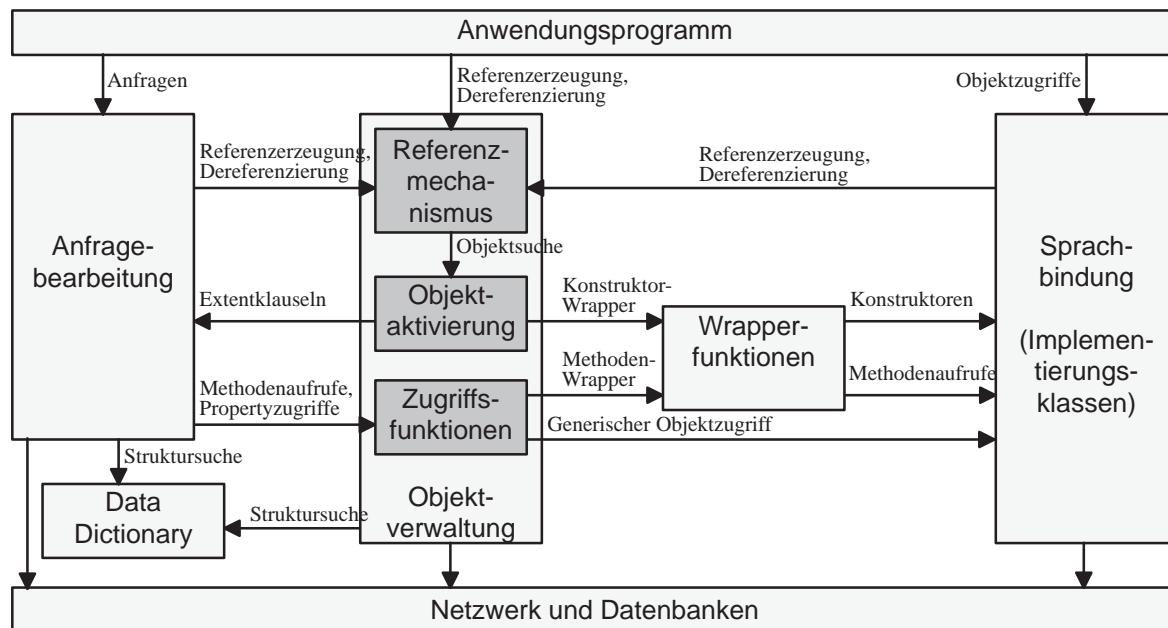 Anwendungsprogramm
Anfragen
Referenzerzeugung,
Dereferenzierung
Objektzugriffe
Anfrage-
bearbeitung
Referenzerzeugung,
Dereferenzierung
Referenz-
mecha-
nismus
Referenzerzeugung,
Dereferenzierung
Sprach-
bindung
(Implemen-
tierungs-
klassen)
Objektsuche
Extentklauseln
Objekt-
aktivierung
Konstruktor-
Wrapper
Wrapper-
funktionen
Konstruktoren
Methodenaufrufe,
Propertyzugriffe
Zugriffs-
funktionen
Methoden-
Wrapper
Methodenaufrufe
Generischer Objektzugriff
Struktursuche
Data
Dictionary
Struktursuche
Objekt-
verwaltung
Netzwerk und Datenbanken